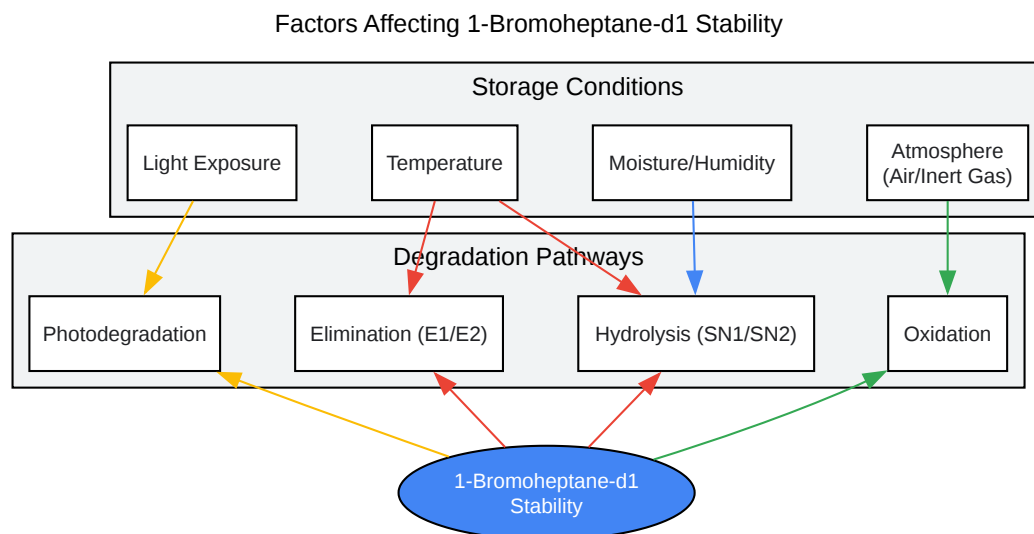 Factors Affecting 1-Bromoheptane-d1 Stability
Storage Conditions
Light Exposure
Temperature
Moisture/Humidity
Atmosphere
(Air/Inert Gas)
Degradation Pathways
Photodegradation
Elimination (E1/E2)
Hydrolysis (SN1/SN2)
Oxidation
1-Bromoheptane-d1
Stability